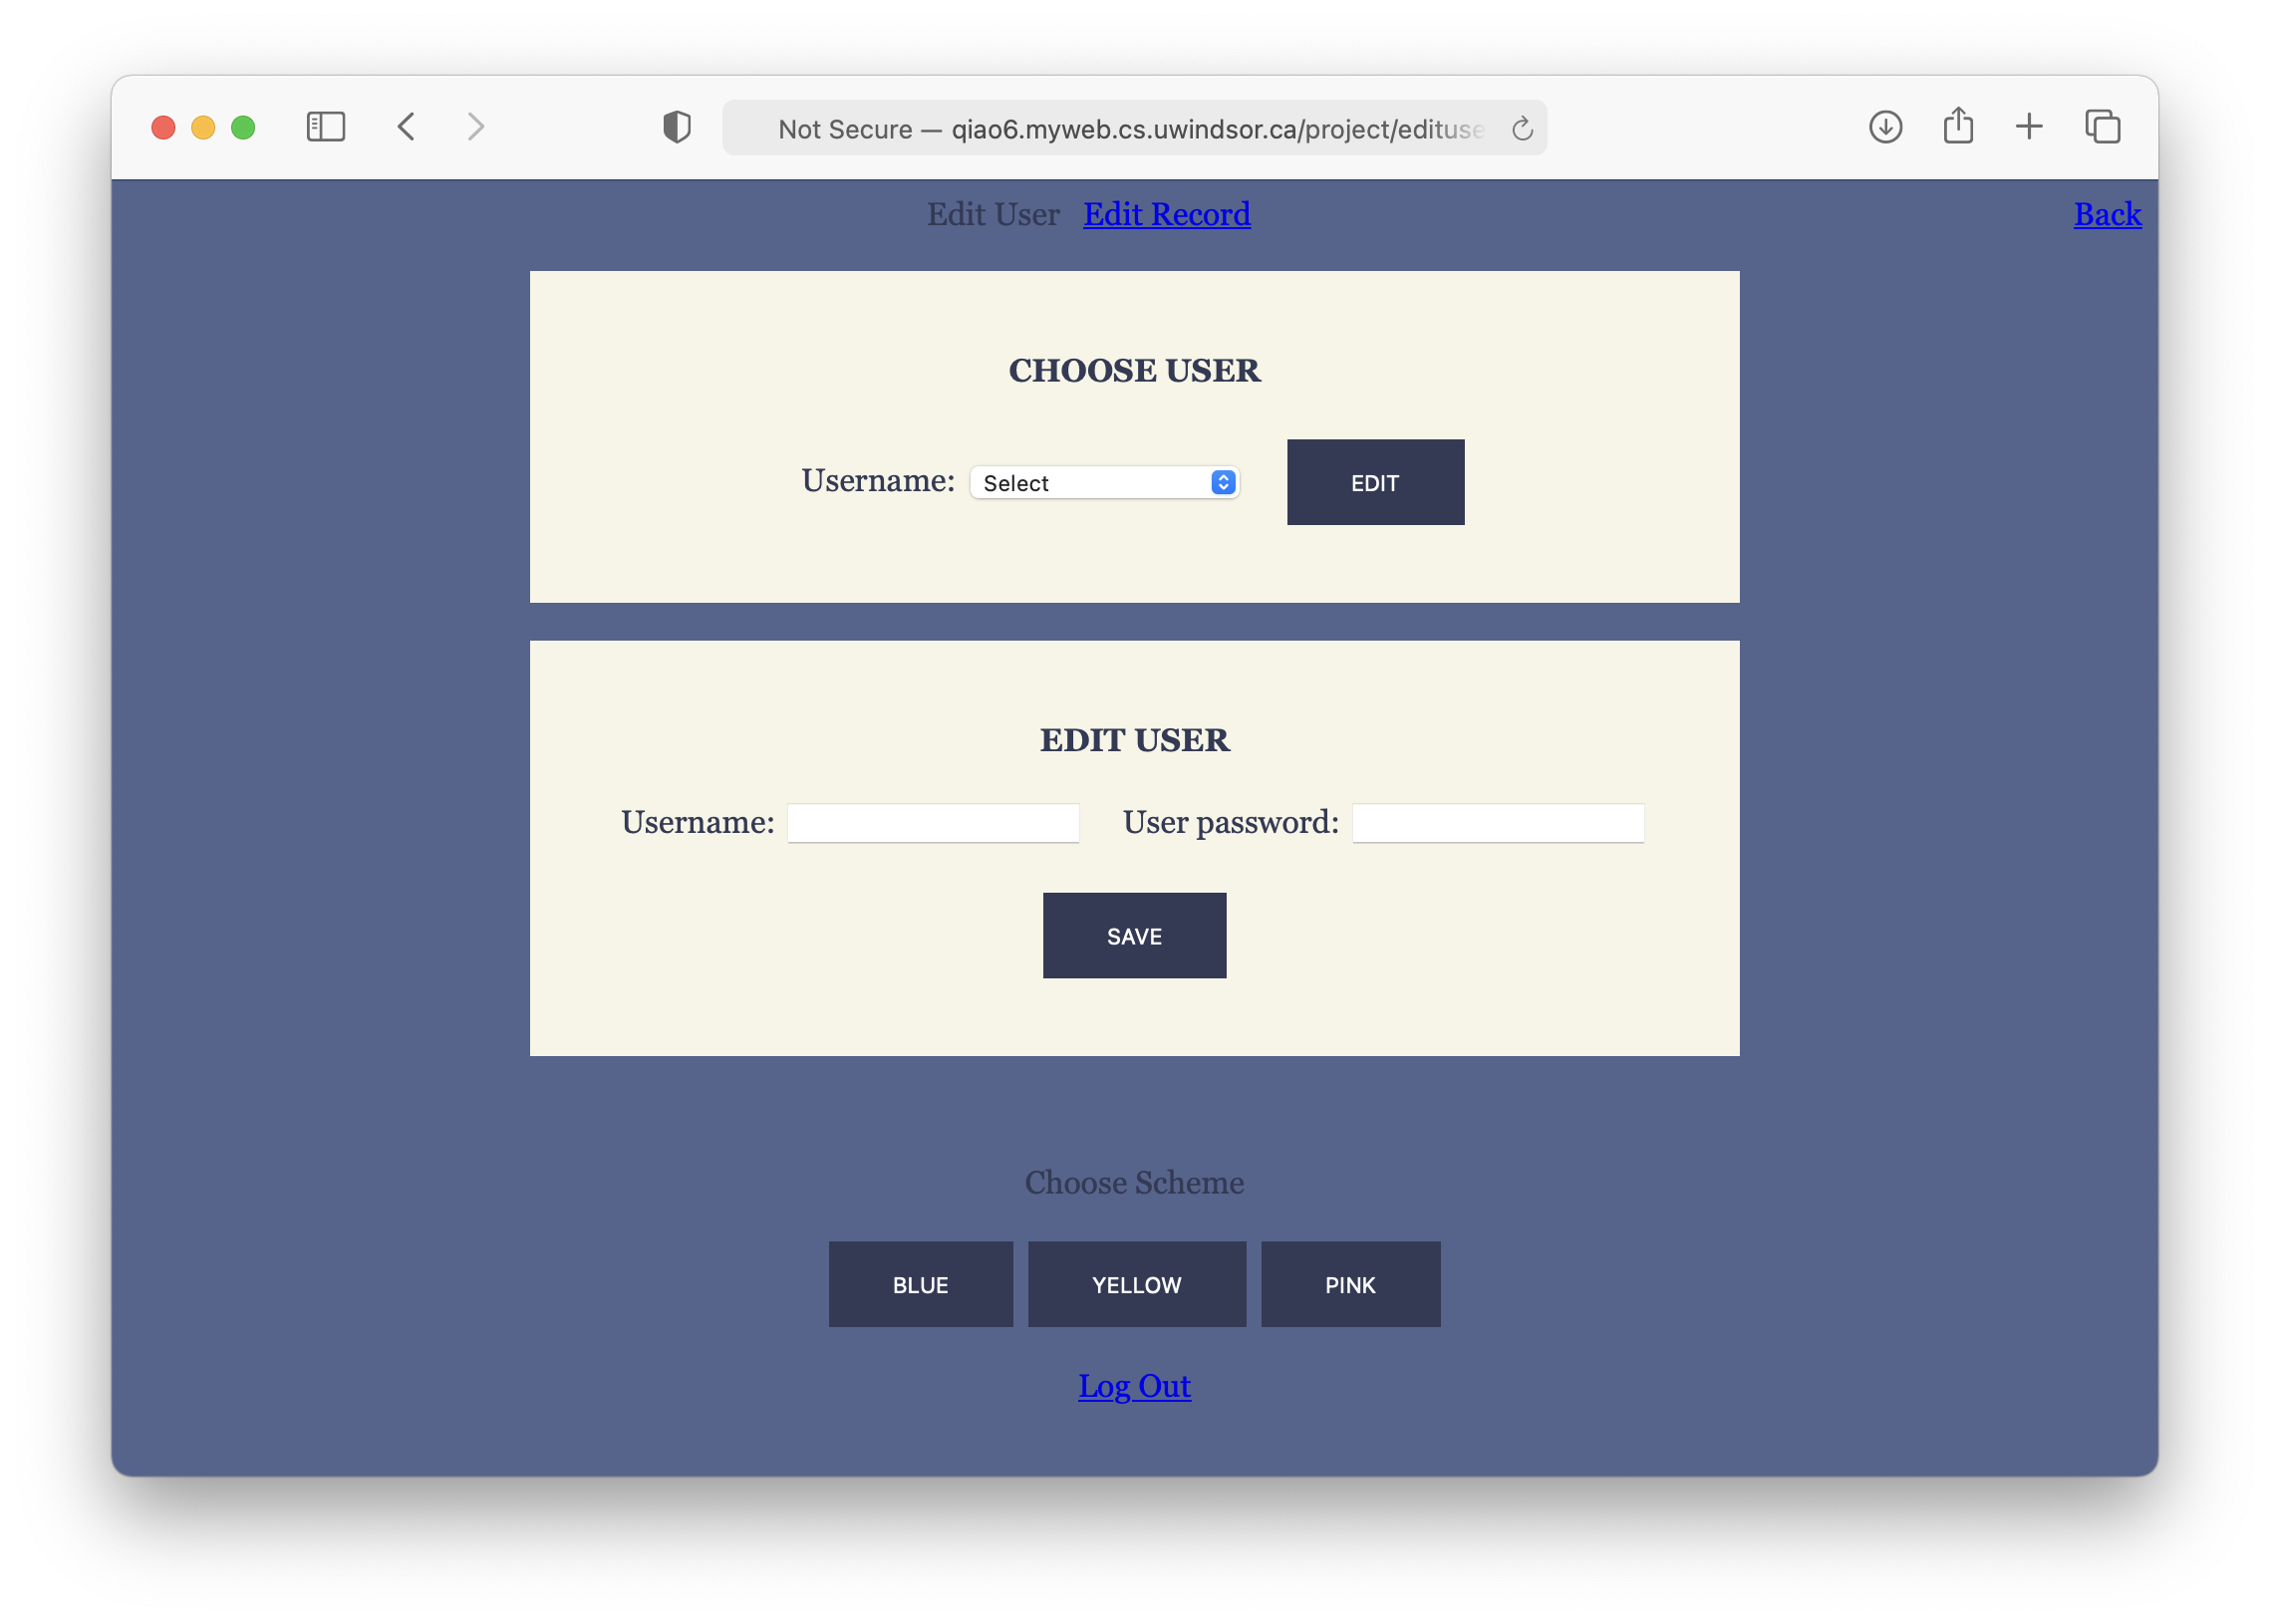 Not Secure — qiao6.myweb.cs.uwindsor.ca/project/edituse
Edit User Edit Record Back
CHOOSE USER
Username: Select EDIT
EDIT USER
Username: User password:
SAVE
Choose Scheme
BLUE YELLOW PINK
Log Out